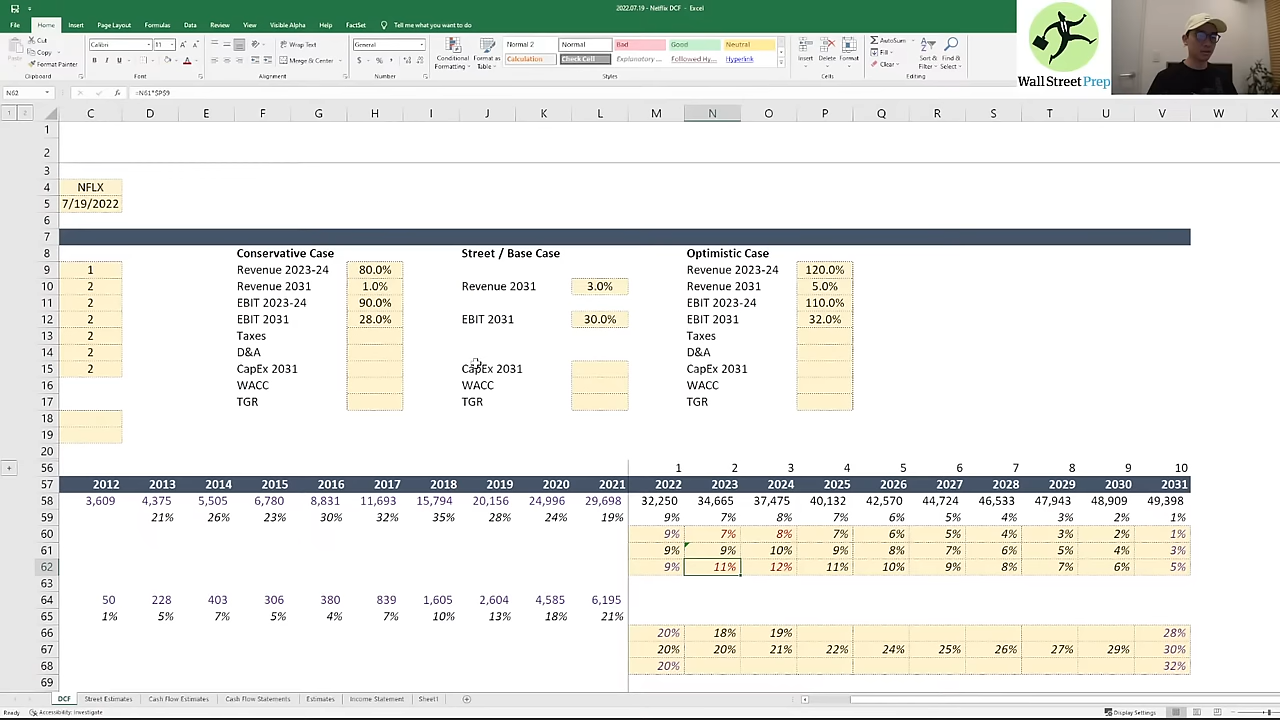 2022.07.19 - Netflix DCF - Excel
File Home Insert Page Layout Formulas Data Review View Visible Alpha Help FactSet Tell me what you want to do
Paste Cut Copy Format Painter Clipboard
Calibri 11 Font
Wrap Text Merge & Center Alignment
General Number
Conditional Formatting Format as Table
Normal 2 Normal Bad Good Neutral
Calculation Check Cell Explanatory ... Followed Hy... Hyperlink
Styles
Insert Delete Format Cells
AutoSum Fill Clear Sort & Filter Find & Select Editing
Wall Street Prep
N62 fx =N61*$P$9
1 2 C D E F G H I J K L M N O P Q R S T U V W X
1
2
3
4 NFLX
5 7/19/2022
6
7
8 Conservative Case Street / Base Case Optimistic Case
9 1 Revenue 2023-24 80.0% Revenue 2023-24 120.0%
10 2 Revenue 2031 1.0% Revenue 2031 3.0% Revenue 2031 5.0%
11 2 EBIT 2023-24 90.0% EBIT 2023-24 110.0%
12 2 EBIT 2031 28.0% EBIT 2031 30.0% EBIT 2031 32.0%
13 2 Taxes Taxes
14 2 D&A D&A
15 2 CapEx 2031 CapEx 2031 CapEx 2031
16 WACC WACC WACC
17 TGR TGR TGR
18
19
20
56 1 2 3 4 5 6 7 8 9 10
57 2012 2013 2014 2015 2016 2017 2018 2019 2020 2021 2022 2023 2024 2025 2026 2027 2028 2029 2030 2031
58 3,609 4,375 5,505 6,780 8,831 11,693 15,794 20,156 24,996 29,698 32,250 34,665 37,475 40,132 42,570 44,724 46,533 47,943 48,909 49,398
59 21% 26% 23% 30% 32% 35% 28% 24% 19% 9% 7% 8% 7% 6% 5% 4% 3% 2% 1%
60 9% 7% 8% 7% 6% 5% 4% 3% 2% 1%
61 9% 9% 10% 9% 8% 7% 6% 5% 4% 3%
62 9% 11% 12% 11% 10% 9% 8% 7% 6% 5%
63
64 50 228 403 306 380 839 1,605 2,604 4,585 6,195
65 1% 5% 7% 5% 4% 7% 10% 13% 18% 21%
66 20% 18% 19% 28%
67 20% 20% 21% 22% 24% 25% 26% 27% 29% 30%
68 20% 32%
69
DCF Street Estimates Cash Flow Estimates Cash Flow Statements Estimates Income Statement Sheet1
Ready Accessibility: Investigate Display Settings